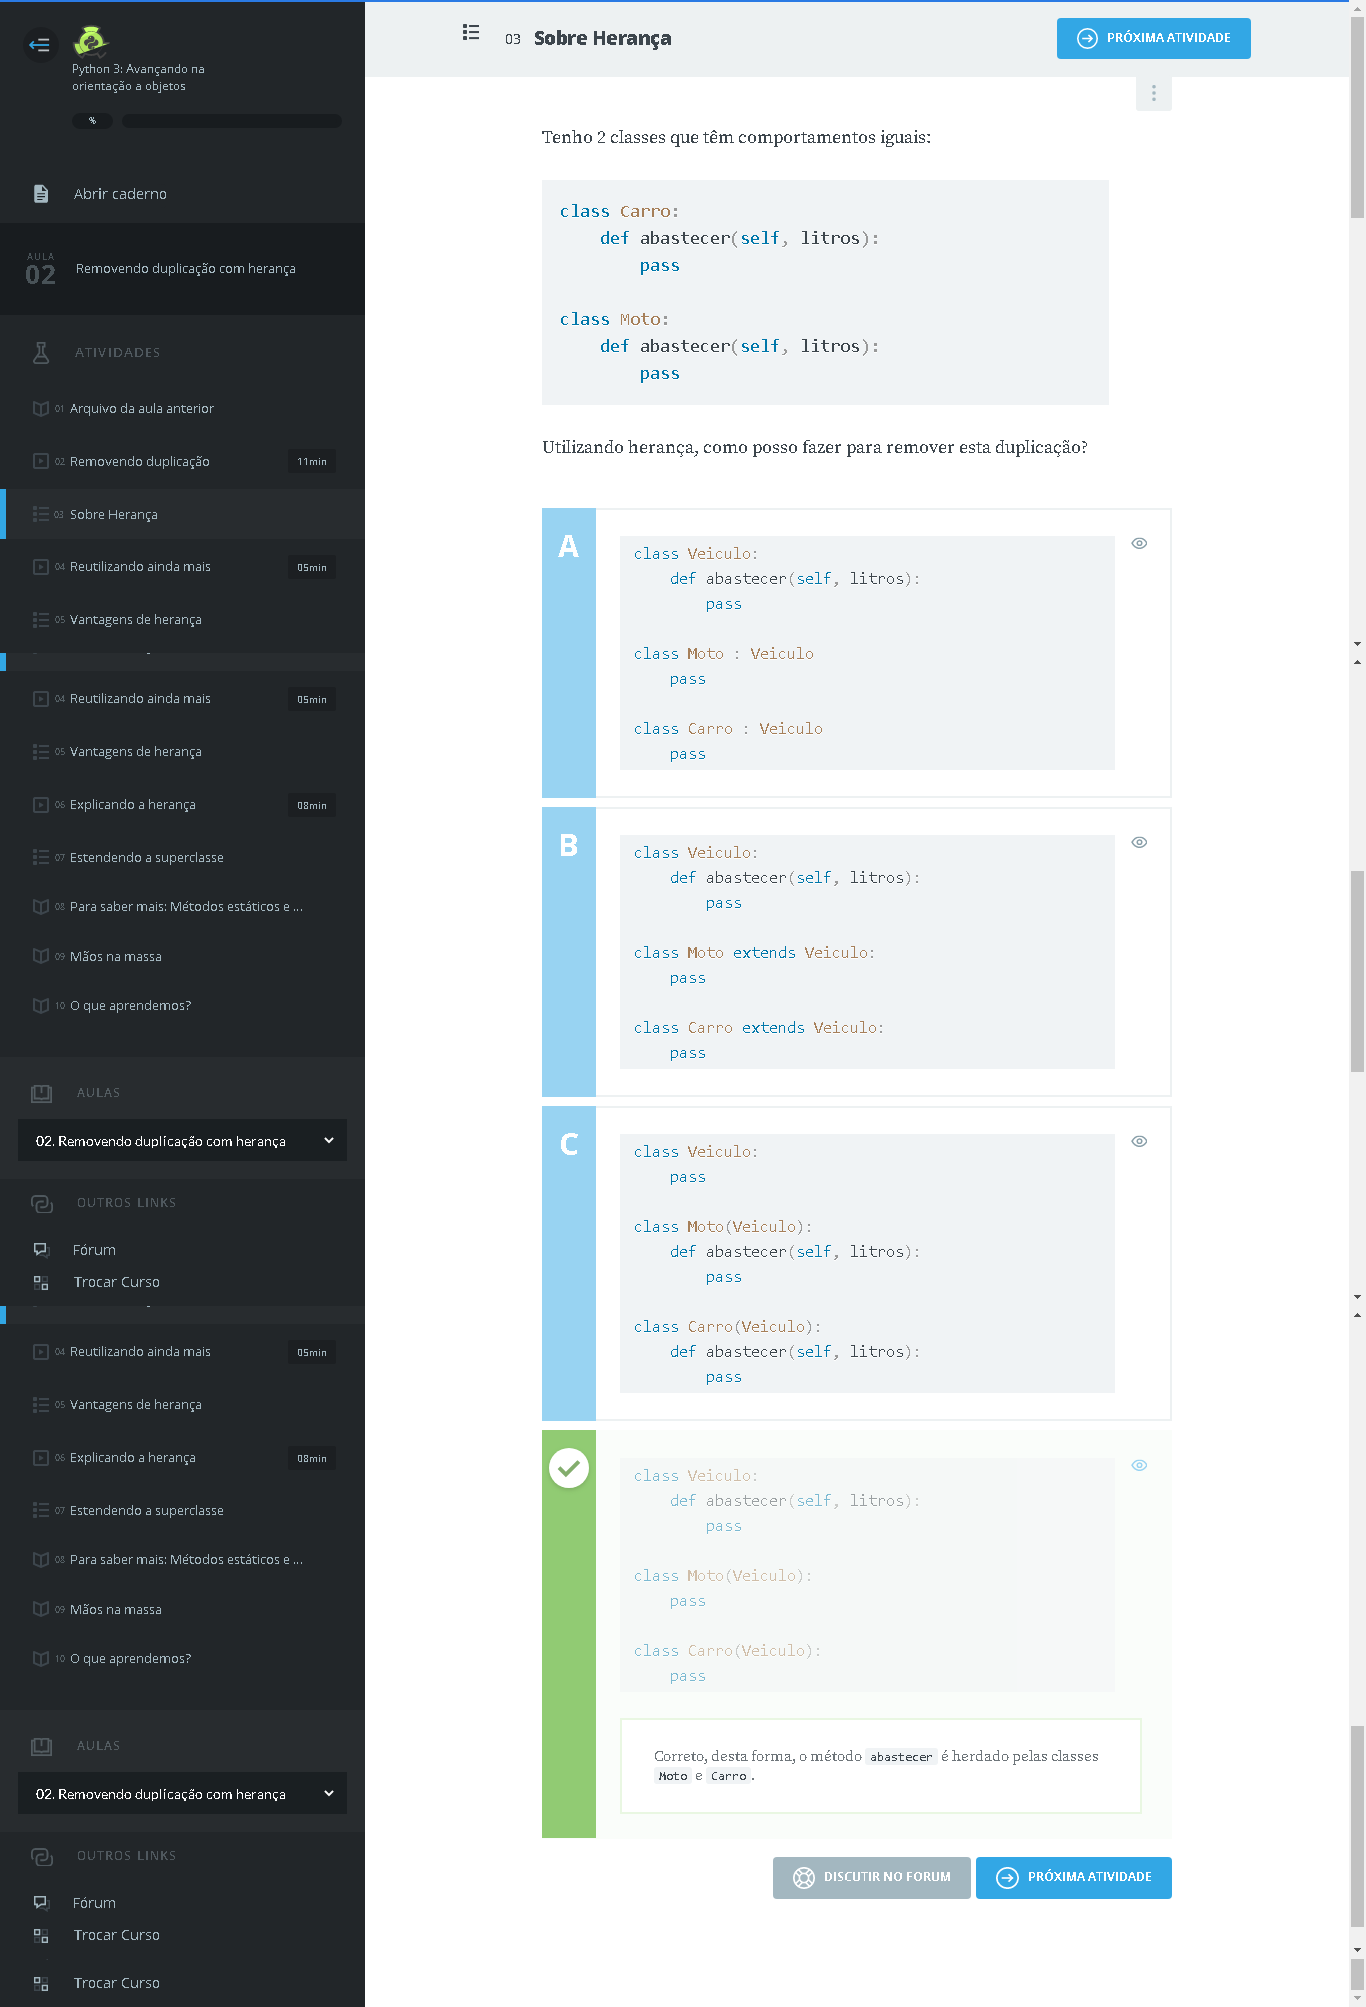 Python 3: Avançando na
orientação a objetos
%
Abrir caderno
AULA
02
Removendo duplicação com herança
ATIVIDADES
01 Arquivo da aula anterior
02 Removendo duplicação 11min
03 Sobre Herança
04 Reutilizando ainda mais 05min
05 Vantagens de herança
04 Reutilizando ainda mais 05min
05 Vantagens de herança
06 Explicando a herança 08min
07 Estendendo a superclasse
08 Para saber mais: Métodos estáticos e ...
09 Mãos na massa
10 O que aprendemos?
AULAS
02. Removendo duplicação com herança
OUTROS LINKS
Fórum
Trocar Curso
04 Reutilizando ainda mais 05min
05 Vantagens de herança
06 Explicando a herança 08min
07 Estendendo a superclasse
08 Para saber mais: Métodos estáticos e ...
09 Mãos na massa
10 O que aprendemos?
AULAS
02. Removendo duplicação com herança
OUTROS LINKS
Fórum
Trocar Curso
Trocar Curso
03 Sobre Herança
PRÓXIMA ATIVIDADE
Tenho 2 classes que têm comportamentos iguais:
class Carro:
    def abastecer(self, litros):
        pass
class Moto:
    def abastecer(self, litros):
        pass
Utilizando herança, como posso fazer para remover esta duplicação?
A
class Veiculo:
    def abastecer(self, litros):
        pass
class Moto : Veiculo
    pass
class Carro : Veiculo
    pass
B
class Veiculo:
    def abastecer(self, litros):
        pass
class Moto extends Veiculo:
    pass
class Carro extends Veiculo:
    pass
C
class Veiculo:
    pass
class Moto(Veiculo):
    def abastecer(self, litros):
        pass
class Carro(Veiculo):
    def abastecer(self, litros):
        pass
class Veiculo:
    def abastecer(self, litros):
        pass
class Moto(Veiculo):
    pass
class Carro(Veiculo):
    pass
Correto, desta forma, o método abastecer é herdado pelas classes
Moto e Carro.
DISCUTIR NO FORUM
PRÓXIMA ATIVIDADE